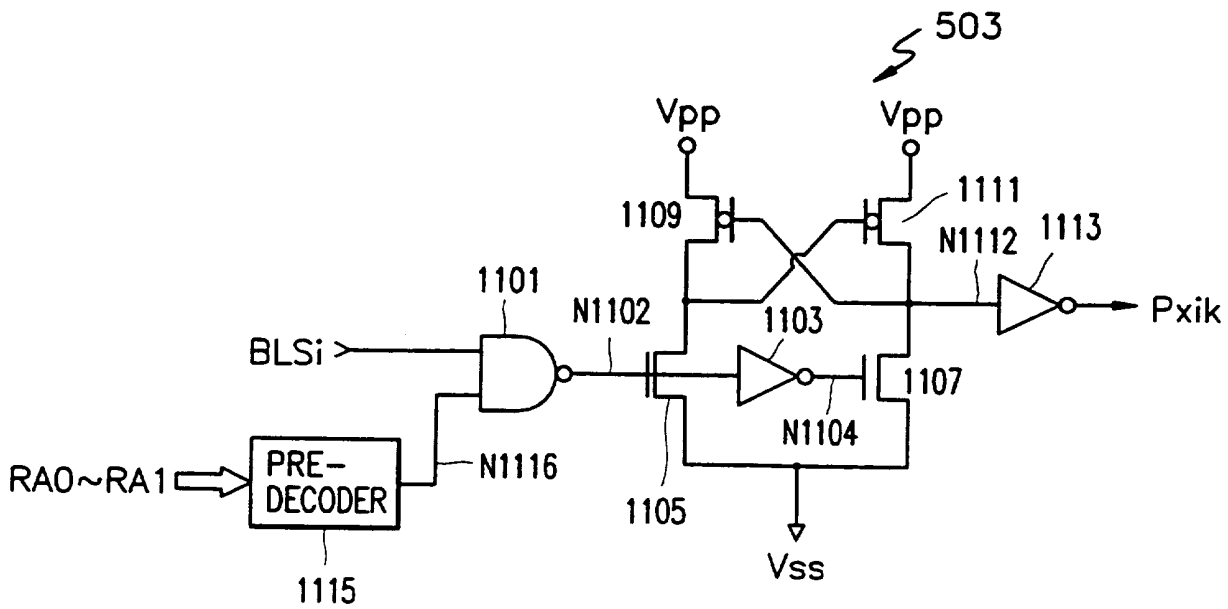 503
Vpp
Vpp
1109
1111
N1112
1113
1101
N1102
1103
Pxik
BLSi
1107
N1104
RA0~RA1
PRE-
DECODER
N1116
1105
Vss
1115